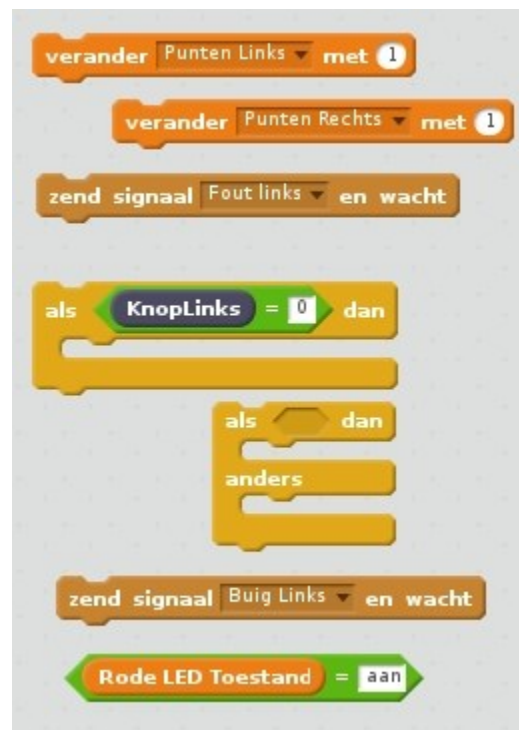 verander Punten Links met 1
verander Punten Rechts met 1
zend signaal Fout links en wacht
als KnopLinks = 0 dan
als dan
anders
zend signaal Buig Links en wacht
Rode LED Toestand = aan